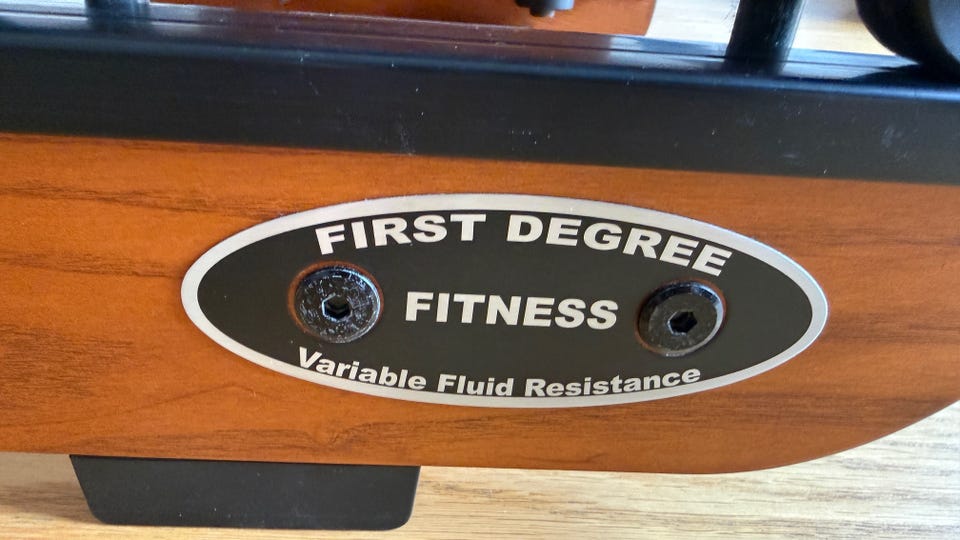 FIRST DEGREE
FITNESS
Variable Fluid Resistance